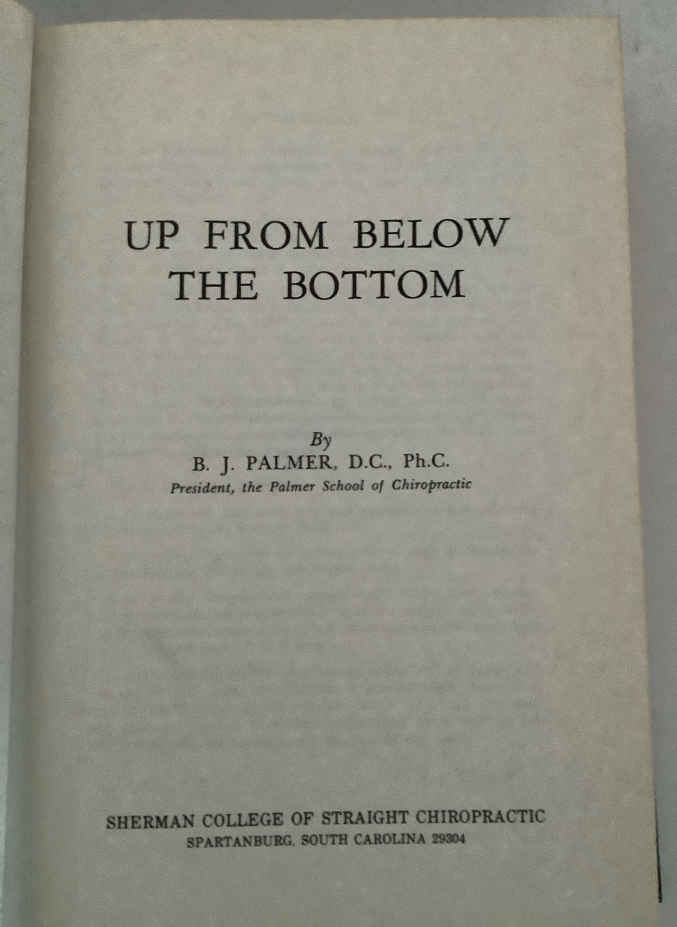 UP FROM BELOW
THE BOTTOM
By
B. J. PALMER, D.C., Ph.C.
President, the Palmer School of Chiropractic
SHERMAN COLLEGE OF STRAIGHT CHIROPRACTIC
SPARTANBURG, SOUTH CAROLINA 29304